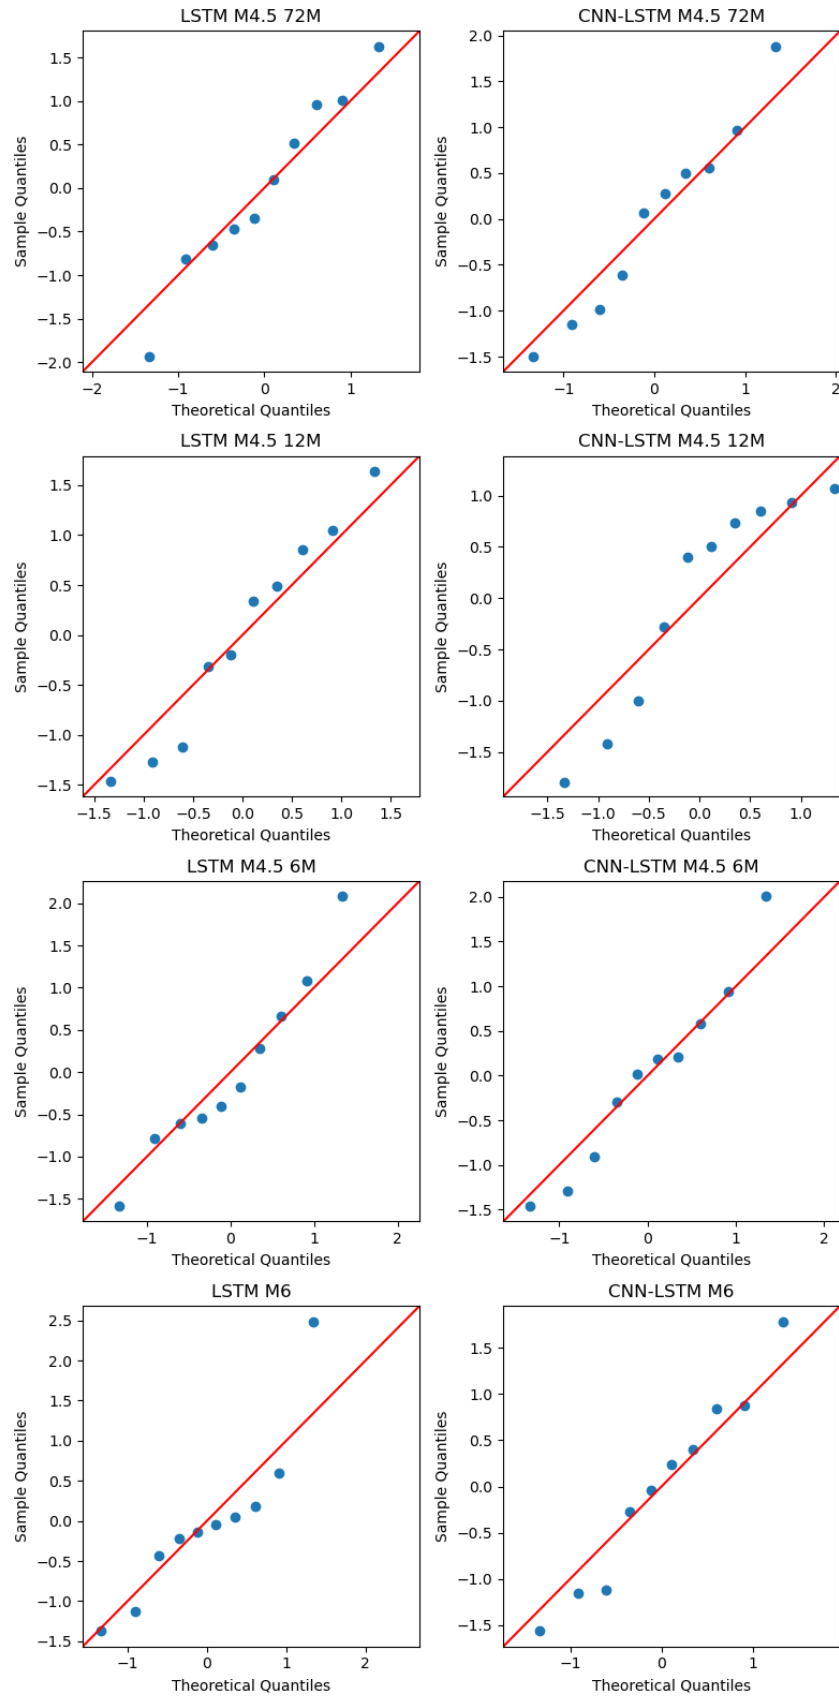 LSTM M4.5 72M
1.5
1.0
0.5
0.0
−0.5
−1.0
−1.5
−2.0
Sample Quantiles
−2 −1 0 1
Theoretical Quantiles
CNN-LSTM M4.5 72M
2.0
1.5
1.0
0.5
0.0
−0.5
−1.0
−1.5
Sample Quantiles
−1 0 1 2
Theoretical Quantiles
LSTM M4.5 12M
1.5
1.0
0.5
0.0
−0.5
−1.0
−1.5
Sample Quantiles
−1.5 −1.0 −0.5 0.0 0.5 1.0 1.5
Theoretical Quantiles
CNN-LSTM M4.5 12M
1.0
0.5
0.0
−0.5
−1.0
−1.5
Sample Quantiles
−1.5 −1.0 −0.5 0.0 0.5 1.0
Theoretical Quantiles
LSTM M4.5 6M
2.0
1.5
1.0
0.5
0.0
−0.5
−1.0
−1.5
Sample Quantiles
−1 0 1 2
Theoretical Quantiles
CNN-LSTM M4.5 6M
2.0
1.5
1.0
0.5
0.0
−0.5
−1.0
−1.5
Sample Quantiles
−1 0 1 2
Theoretical Quantiles
LSTM M6
2.5
2.0
1.5
1.0
0.5
0.0
−0.5
−1.0
−1.5
Sample Quantiles
−1 0 1 2
Theoretical Quantiles
CNN-LSTM M6
1.5
1.0
0.5
0.0
−0.5
−1.0
−1.5
Sample Quantiles
−1 0 1
Theoretical Quantiles